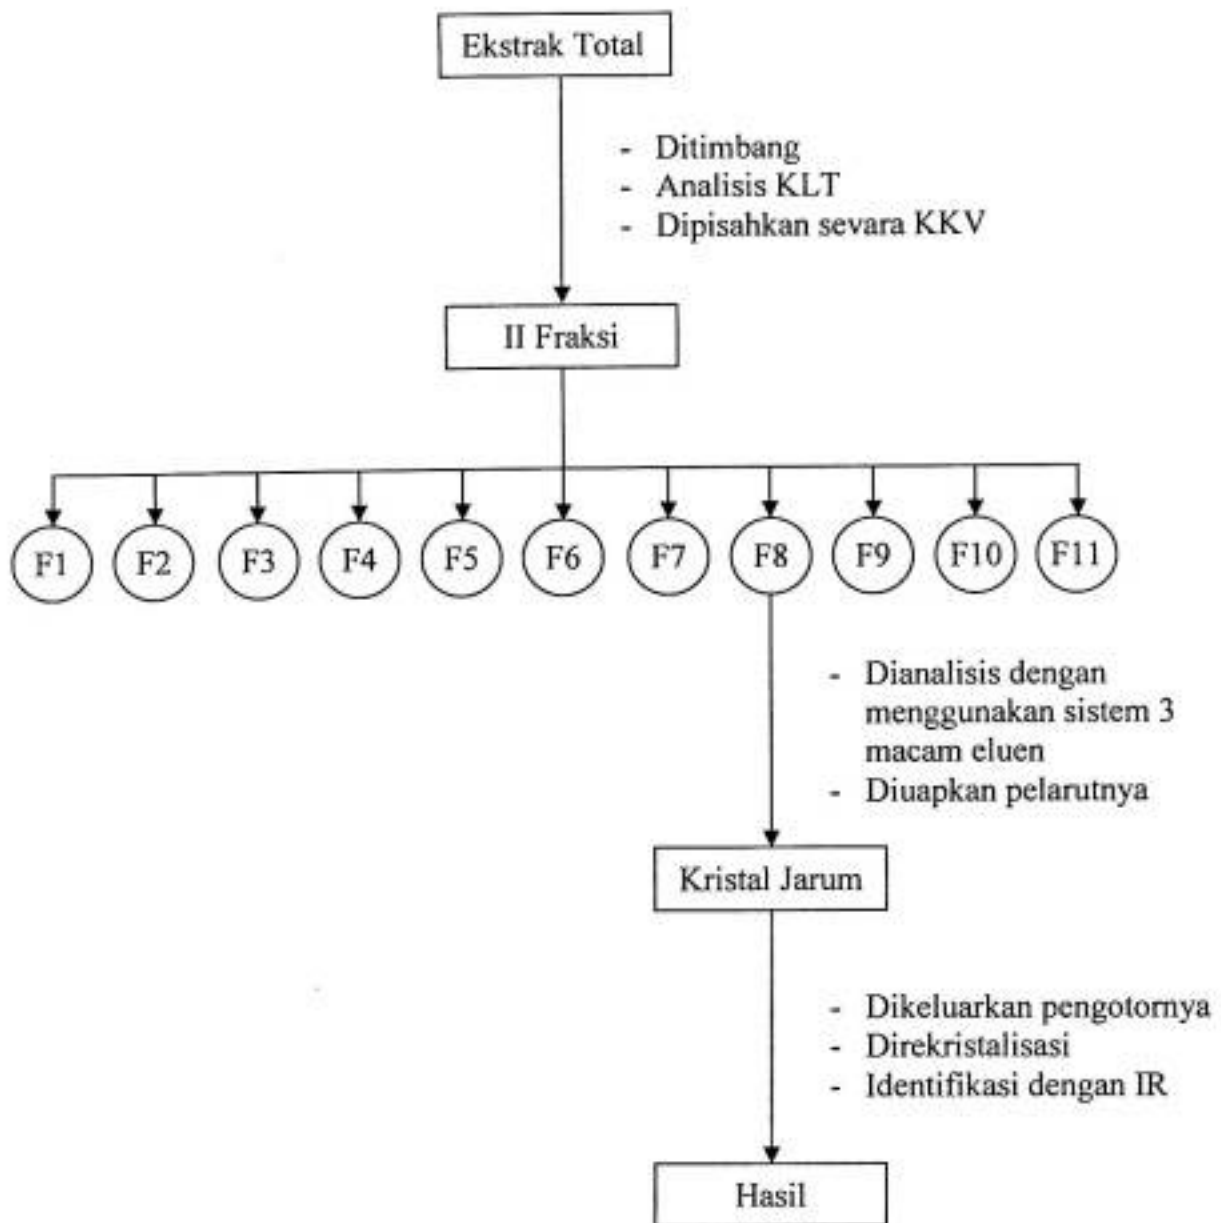 Ekstrak Total
- Ditimbang
- Analisis KLT
- Dipisahkan sevara KKV
II Fraksi
F1 F2 F3 F4 F5 F6 F7 F8 F9 F10 F11
- Dianalisis dengan
menggunakan sistem 3
macam eluen
- Diuapkan pelarutnya
Kristal Jarum
- Dikeluarkan pengotornya
- Direkristalisasi
- Identifikasi dengan IR
Hasil